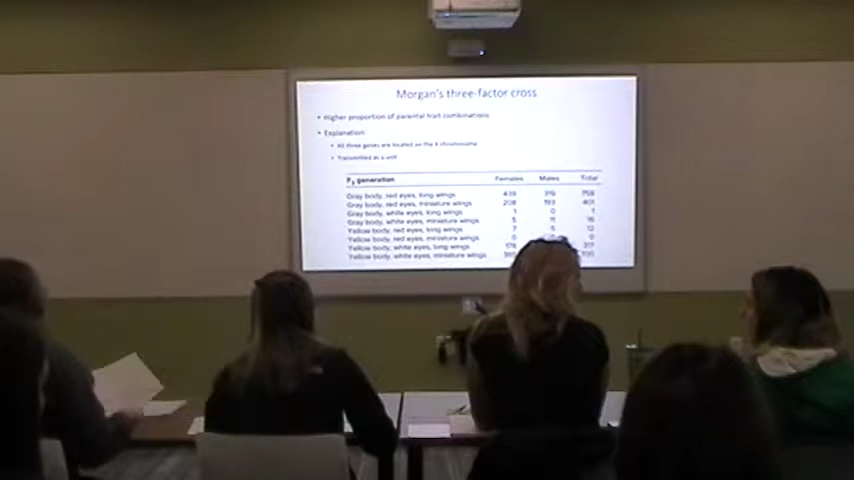 Morgan's three-factor cross
• Higher proportion of parental trait combinations
• Explanation:
• All three genes are located on the X chromosome
• Transmitted as a unit
F2 generation Females Males Total
Gray body, red eyes, long wings 439 319 758
Gray body, red eyes, miniature wings 208 193 401
Gray body, white eyes, long wings 1 0 1
Gray body, white eyes, miniature wings 5 11 16
Yellow body, red eyes, long wings 7 5 12
Yellow body, red eyes, miniature wings 0 0
Yellow body, white eyes, long wings 178 317
Yellow body, white eyes, miniature wings